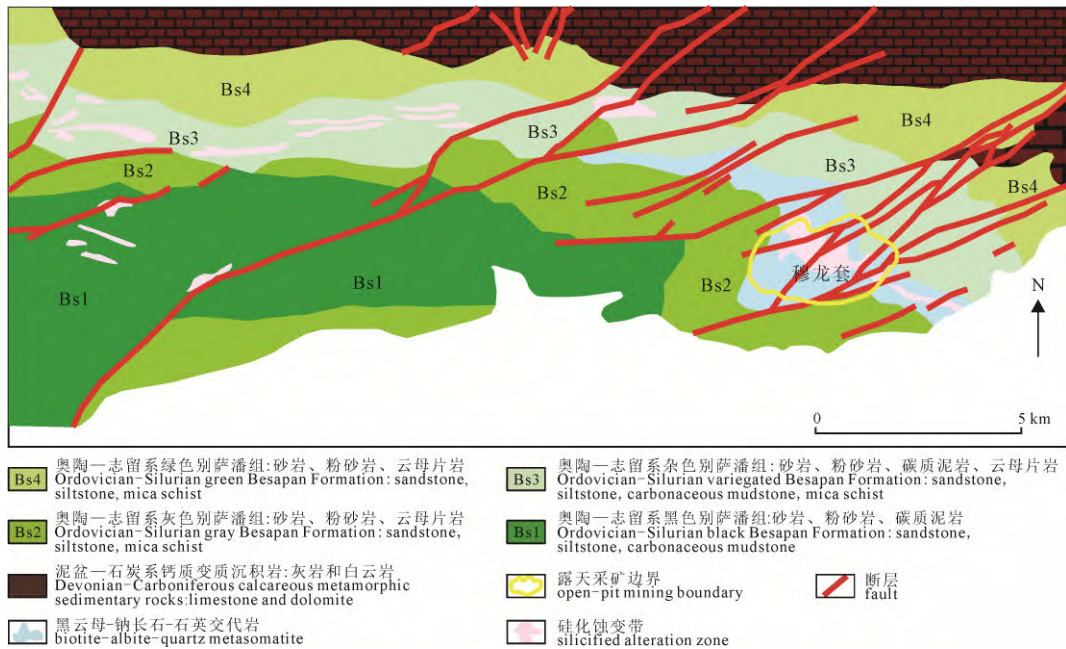 Bs4
Bs3
Bs4
Bs3
Bs2
Bs3
Bs4
Bs2
Bs1
Bs1
Bs2
穆龙套
N
0 5 km
Bs4 奥陶—志留系绿色别萨潘组:砂岩、粉砂岩、云母片岩
Ordovician-Silurian green Besapan Formation: sandstone,
siltstone, mica schist
Bs3 奥陶—志留系杂色别萨潘组:砂岩、粉砂岩、碳质泥岩、云母片岩
Ordovician-Silurian variegated Besapan Formation: sandstone,
siltstone, carbonaceous mudstone, mica schist
Bs2 奥陶—志留系灰色别萨潘组:砂岩、粉砂岩、云母片岩
Ordovician-Silurian gray Besapan Formation: sandstone,
siltstone, mica schist
Bs1 奥陶—志留系黑色别萨潘组:砂岩、粉砂岩、碳质泥岩
Ordovician-Silurian black Besapan Formation: sandstone,
siltstone, carbonaceous mudstone
泥盆—石炭系钙质变质沉积岩:灰岩和白云岩
Devonian-Carboniferous calcareous metamorphic
sedimentary rocks:limestone and dolomite
露天采矿边界
open-pit mining boundary
断层
fault
黑云母-钠长石-石英交代岩
biotite-albite-quartz metasomatite
硅化蚀变带
silicified alteration zone